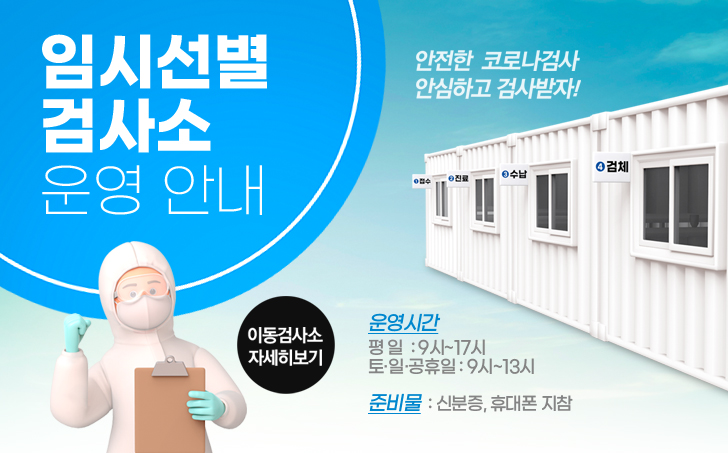 임시선별
검사소
운영 안내
안전한 코로나검사
안심하고 검사받자!
1 접수
2 진료
3 수납
4 검체
이동검사소
자세히보기
운영시간
평 일 : 9시~17시
토·일·공휴일 : 9시~13시
준비물 : 신분증, 휴대폰 지참